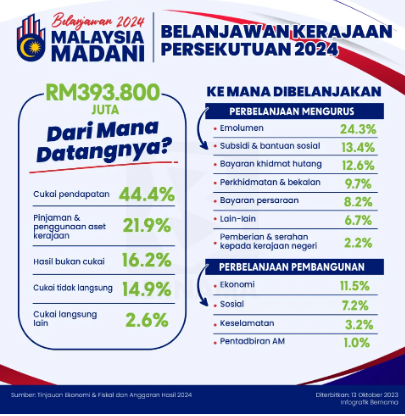 Belanjawan 2024
MALAYSIA
MADANI
BELANJAWAN KERAJAAN
PERSEKUTUAN 2024
RM393.800
JUTA
Dari Mana
Datangnya?
Cukai pendapatan 44.4%
Pinjaman &
penggunaan aset
kerajaan 21.9%
Hasil bukan cukai 16.2%
Cukai tidak langsung 14.9%
Cukai langsung
lain 2.6%
KE MANA DIBELANJAKAN
PERBELANJAAN MENGURUS
Emolumen 24.3%
Subsidi & bantuan sosial 13.4%
Bayaran khidmat hutang 12.6%
Perkhidmatan & bekalan 9.7%
Bayaran persaraan 8.2%
Lain-lain 6.7%
Pemberian & serahan
kepada kerajaan negeri 2.2%
PERBELANJAAN PEMBANGUNAN
Ekonomi 11.5%
Sosial 7.2%
Keselamatan 3.2%
Pentadbiran AM 1.0%
Sumber: Tinjauan Ekonomi & Fiskal dan Anggaran Hasil 2024
Diterbitkan: 13 Oktober 2023
Infografik Bernama